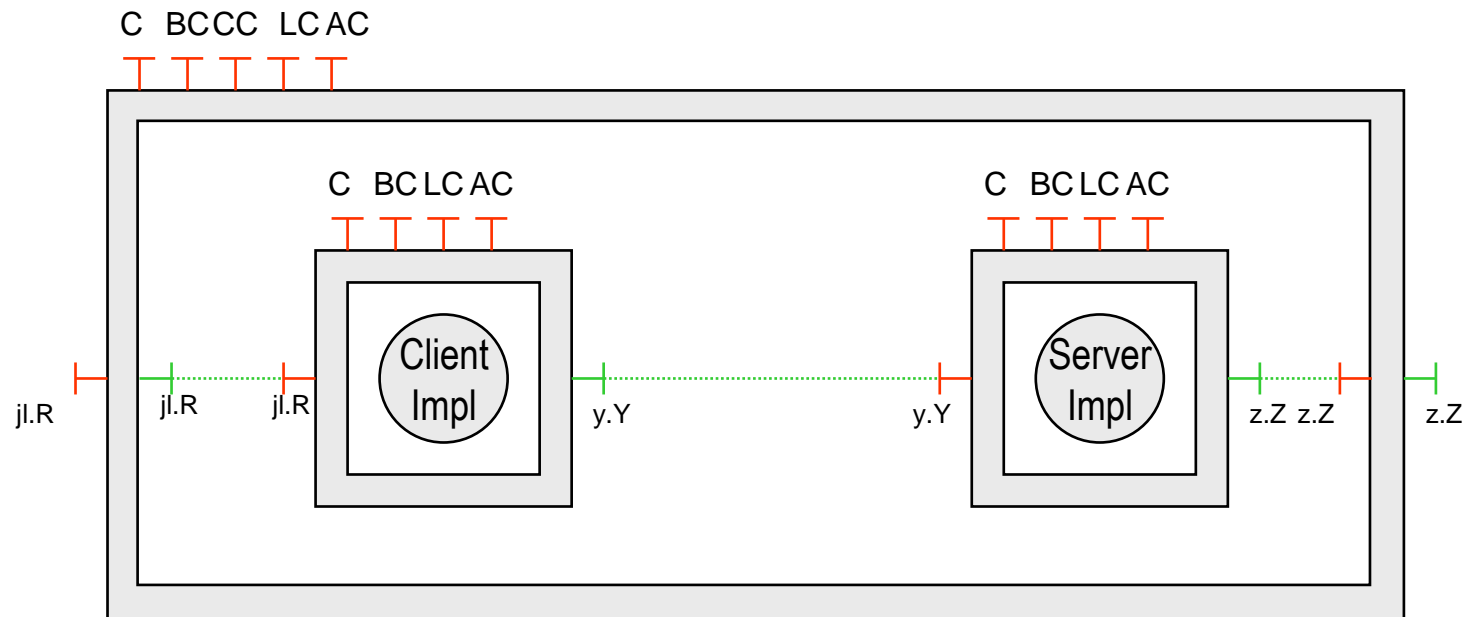 C BC CC LC AC
C BC LC AC C BC LC AC
Client Server
Impl Impl
jl.R jl.R jl.R y.Y y.Y z.Z z.Z z.Z